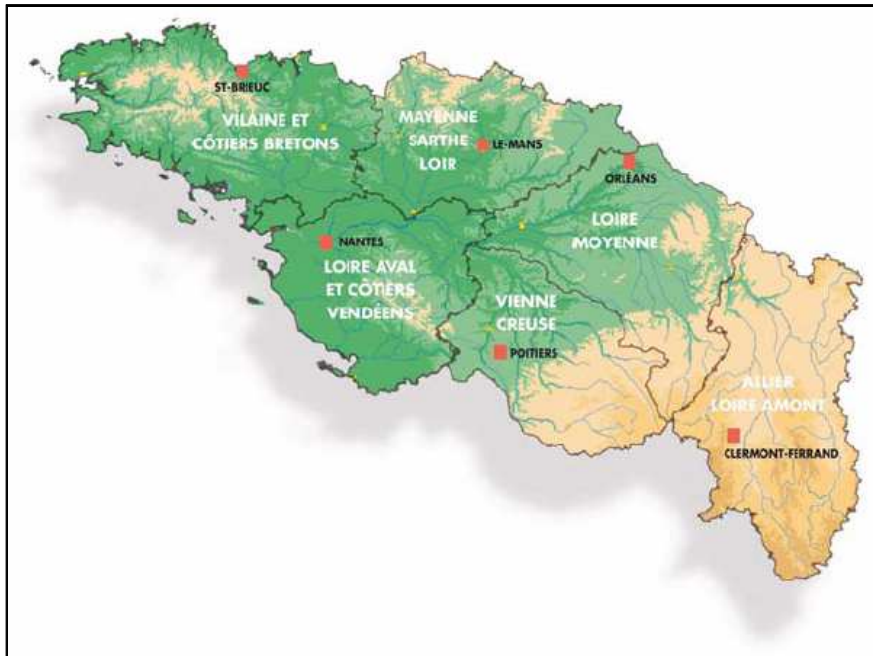 ST-BRIEUC
VILAINE ET
CÔTIERS BRETONS
MAYENNE
SARTHE
LOIR
LE-MANS
ORLÉANS
LOIRE
MOYENNE
NANTES
LOIRE AVAL
ET CÔTIERS
VENDÉENS
VIENNE
CREUSE
POITIERS
ALLIER
LOIRE AMONT
CLERMONT-FERRAND